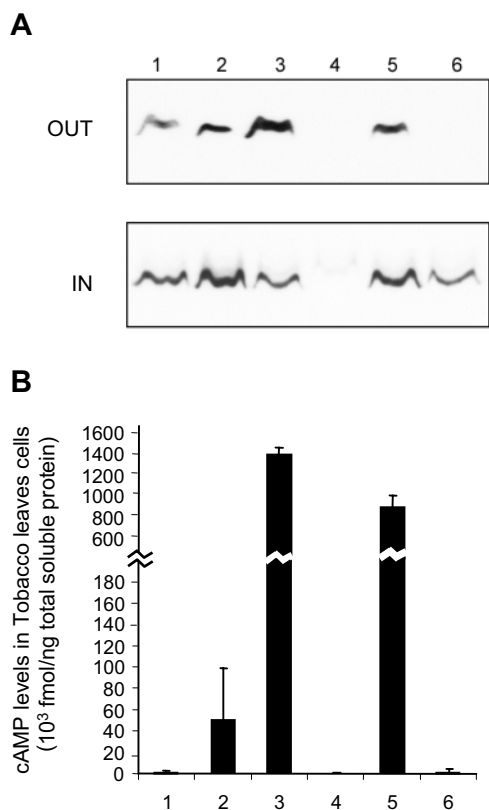 A
1 2 3 4 5 6
OUT
IN
B
cAMP levels in Tobacco leaves cells
(10³ fmol/ng total soluble protein)
1600
1400
1200
1000
800
600
180
160
140
120
100
80
60
40
20
0
1 2 3 4 5 6